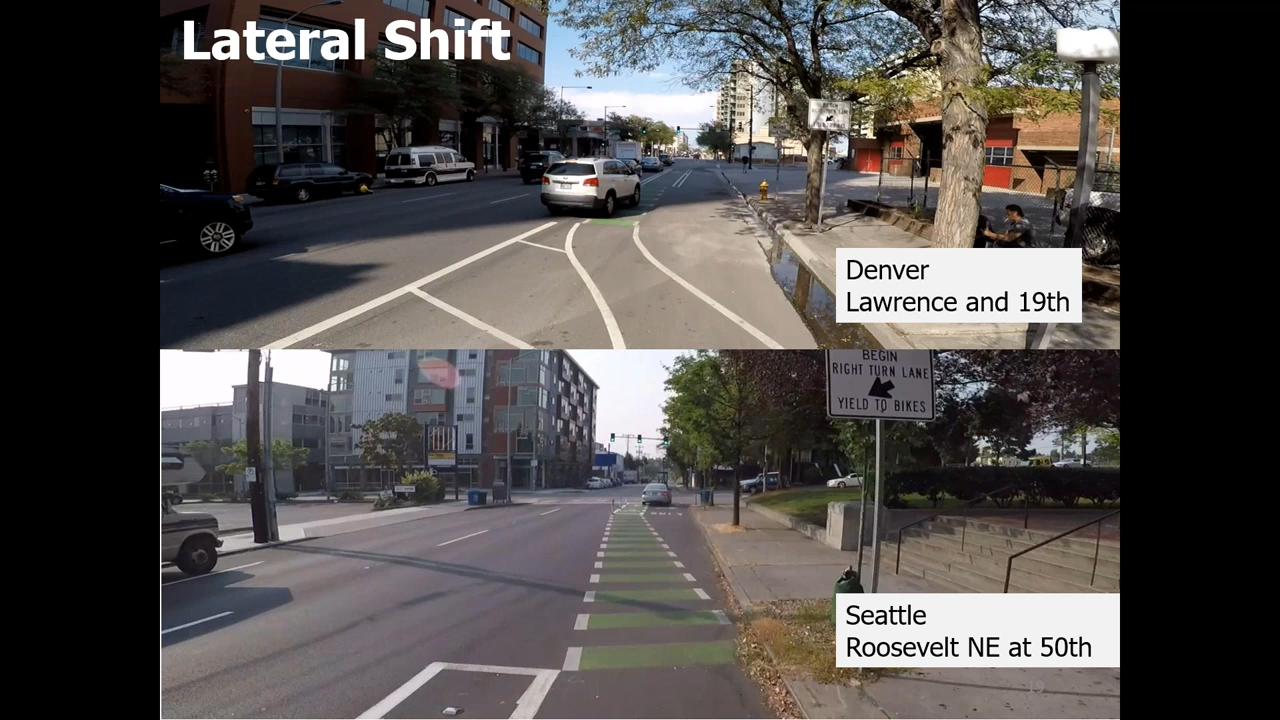 Lateral Shift
Denver
Lawrence and 19th
BEGIN
RIGHT TURN LANE
YIELD TO BIKES
Seattle
Roosevelt NE at 50th